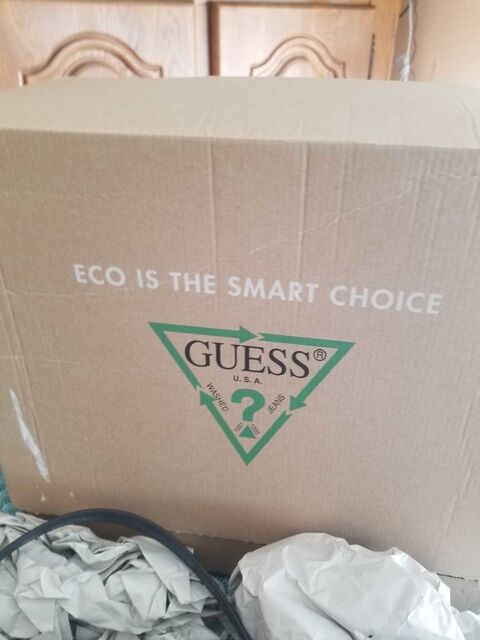 ECO IS THE SMART CHOICE
GUESS®
U.S.A.
WASHED
?
JEANS